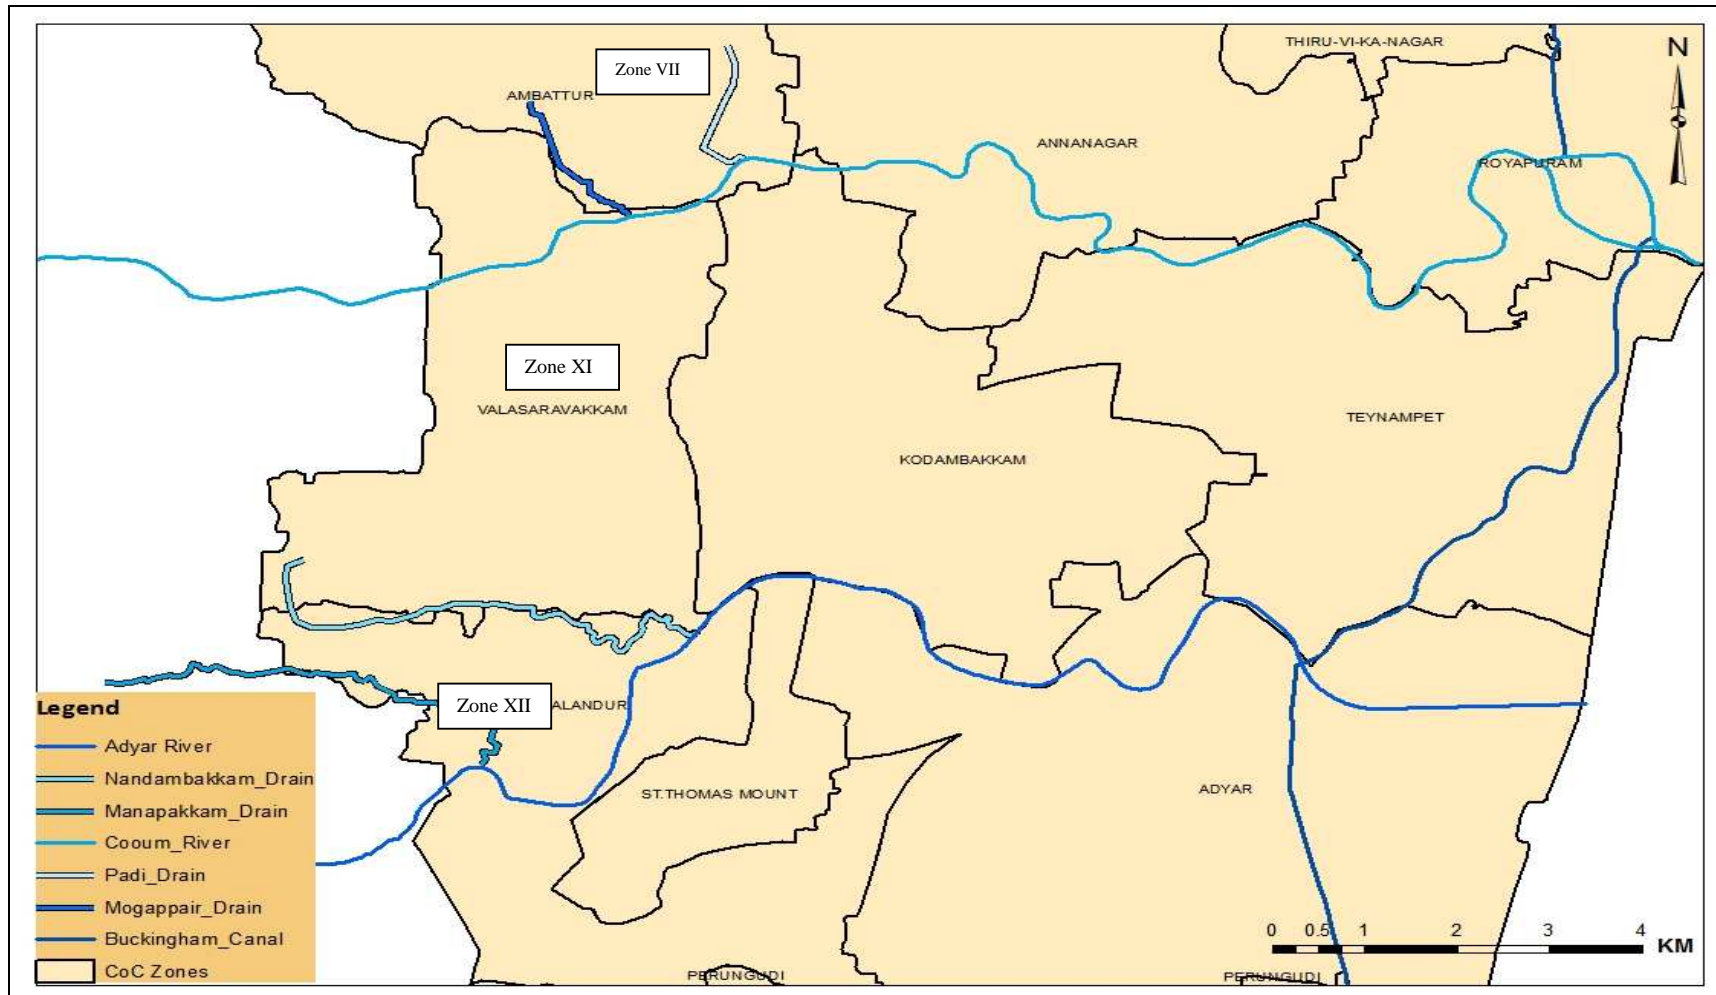 THIRU-VI-KA-NAGAR
N
Zone VII
AMBATTUR
ANNANAGAR
ROYAPURAM
Zone XI
VALASARAVAKKAM
TEYNAMPET
KODAMBAKKAM
Zone XII
ALANDUR
ST.THOMAS MOUNT
ADYAR
PERUNGUDI
PERUNGUDI
Legend
Adyar River
Nandambakkam_Drain
Manapakkam_Drain
Cooum_River
Padi_Drain
Mogappair_Drain
Buckingham_Canal
CoC Zones
0 0.5 1 2 3 4
KM